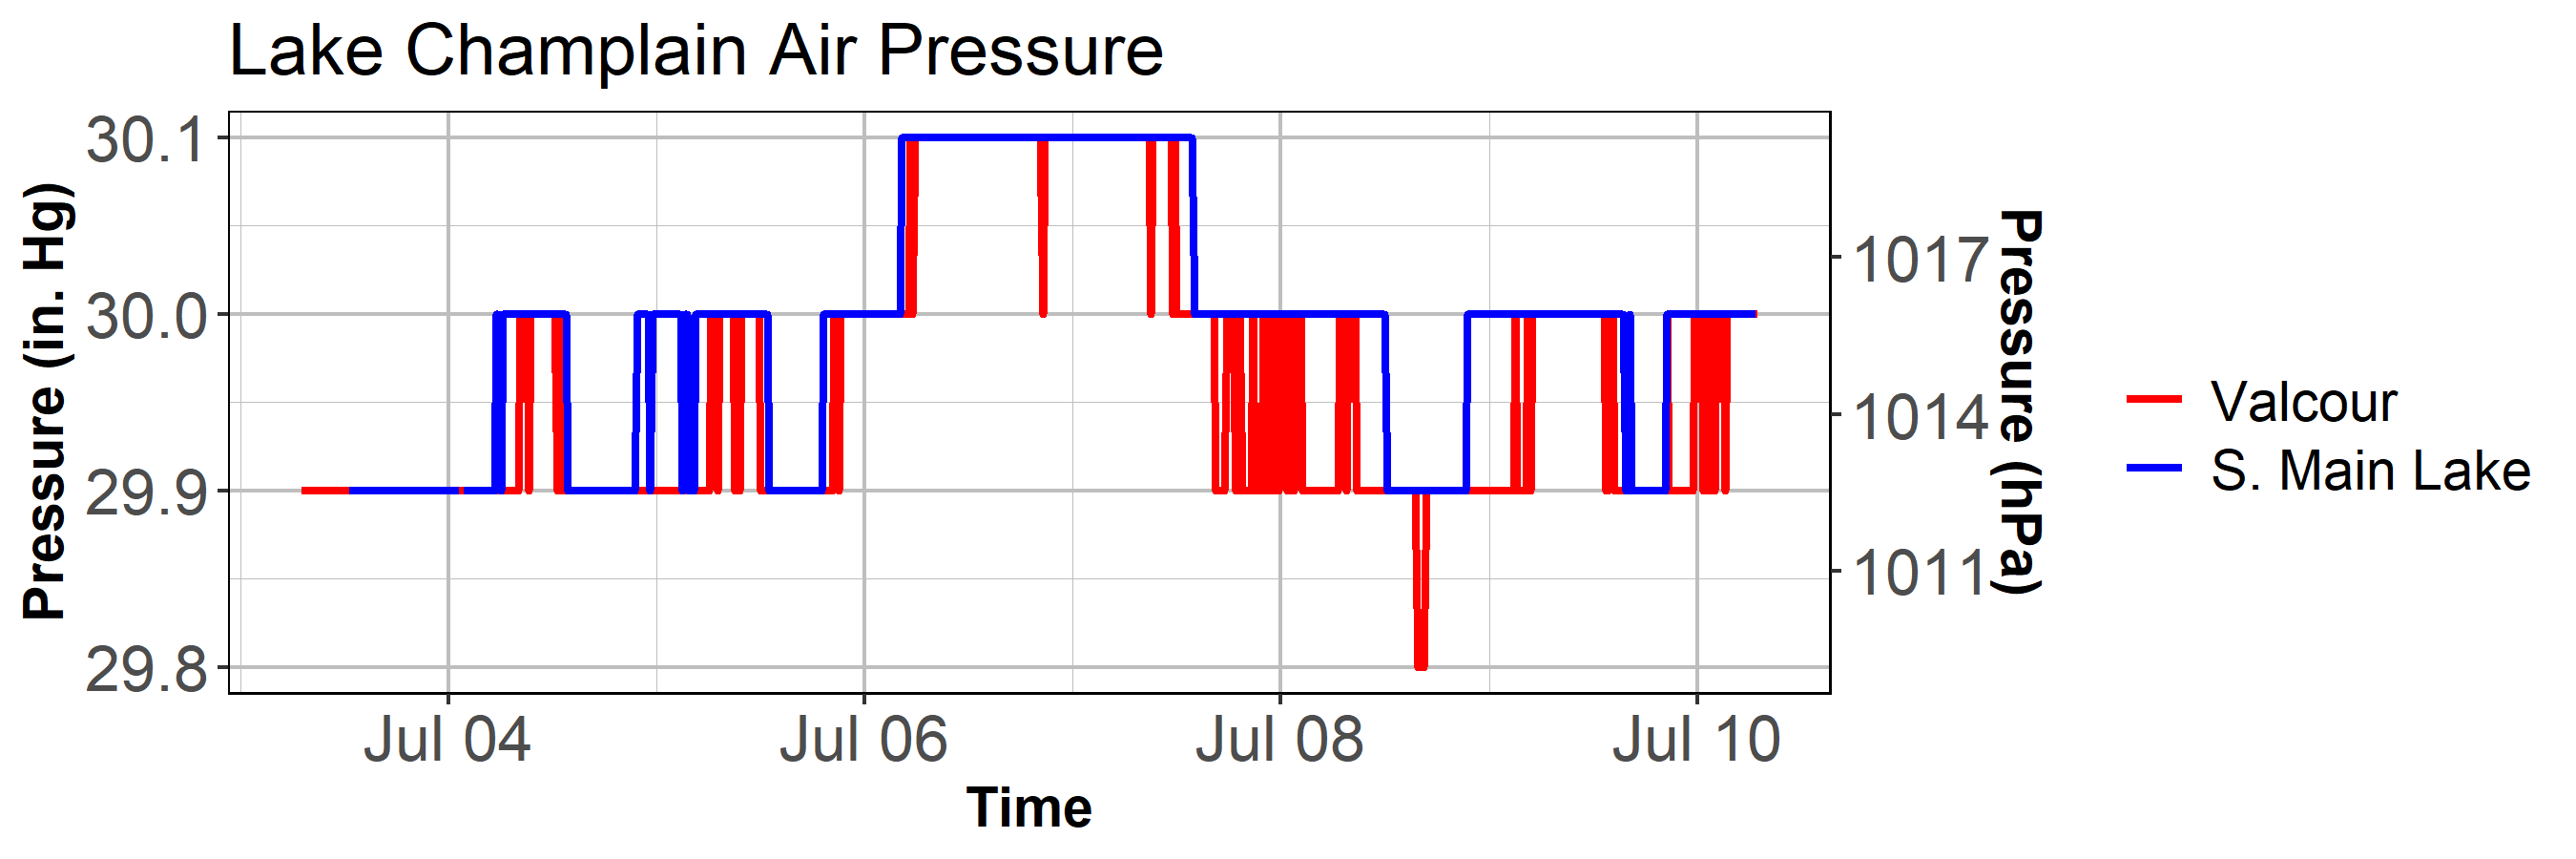 Lake Champlain Air Pressure
Pressure (in. Hg)
30.1
30.0
29.9
29.8
Jul 04 Jul 06 Jul 08 Jul 10
Time
1017
1014
1011
Pressure (hPa)
Valcour
S. Main Lake